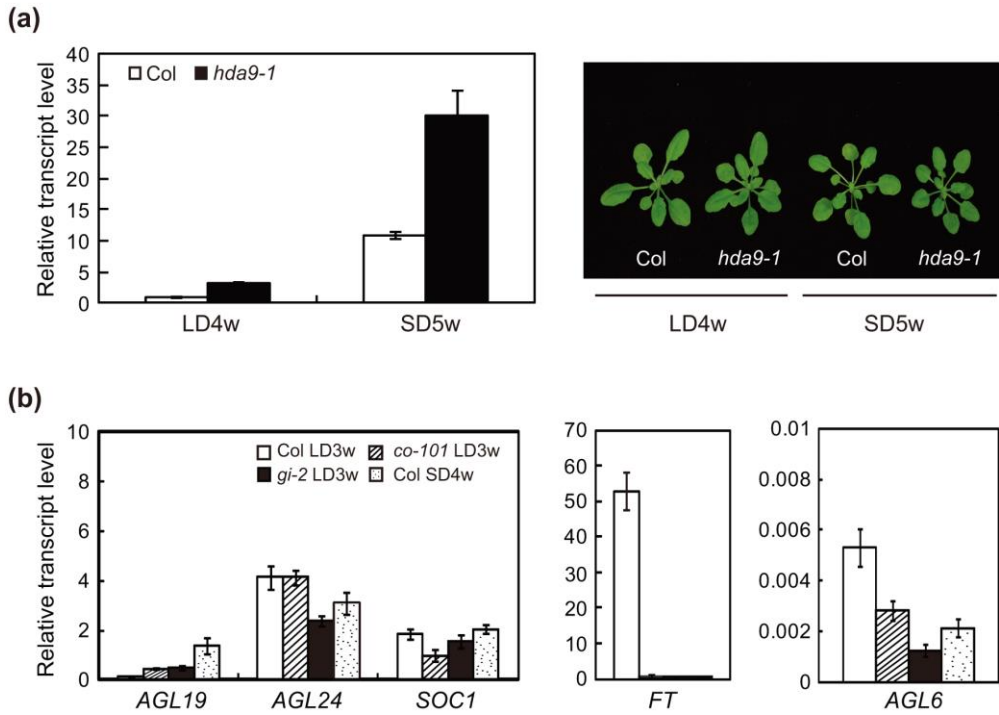 (a)
Relative transcript level
40
35
30
25
20
15
10
5
0
Col hda9-1
LD4w SD5w
Col hda9-1 Col hda9-1
LD4w SD5w
(b)
Relative transcript level
10
8
6
4
2
0
Col LD3w co-101 LD3w
gi-2 LD3w Col SD4w
AGL19 AGL24 SOC1
70
60
50
40
30
20
10
0
FT
0.01
0.008
0.006
0.004
0.002
0
AGL6